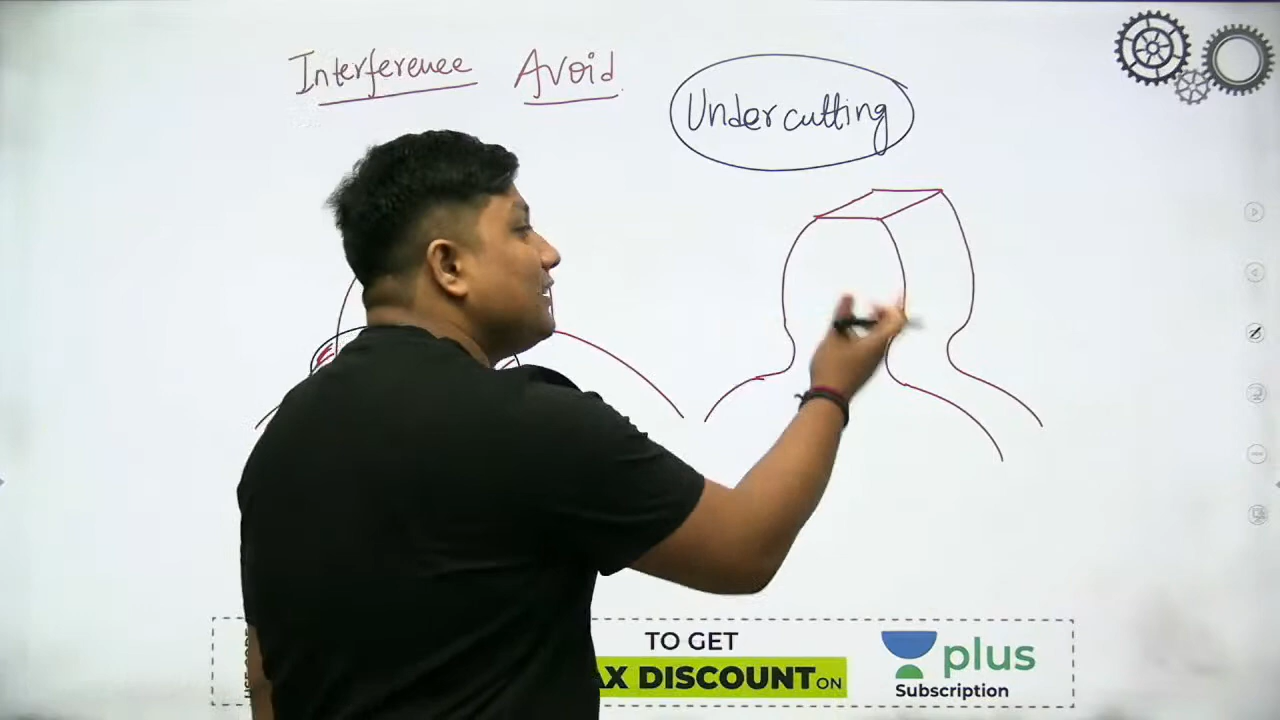 Interference Avoid
Undercutting
TO GET
AX DISCOUNT ON
plus
Subscription